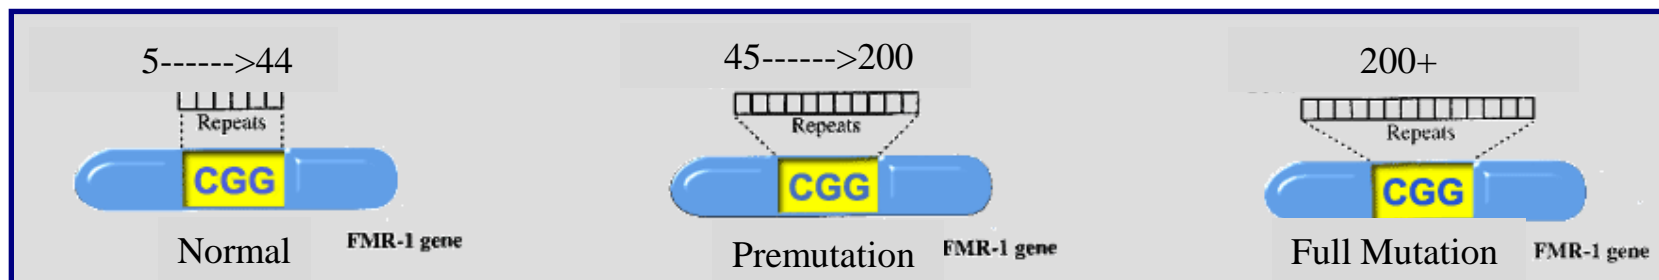 5------>44
Repeats
CGG
Normal
FMR-1 gene
45------>200
Repeats
CGG
Premutation
FMR-1 gene
200+
Repeats
CGG
Full Mutation
FMR-1 gene